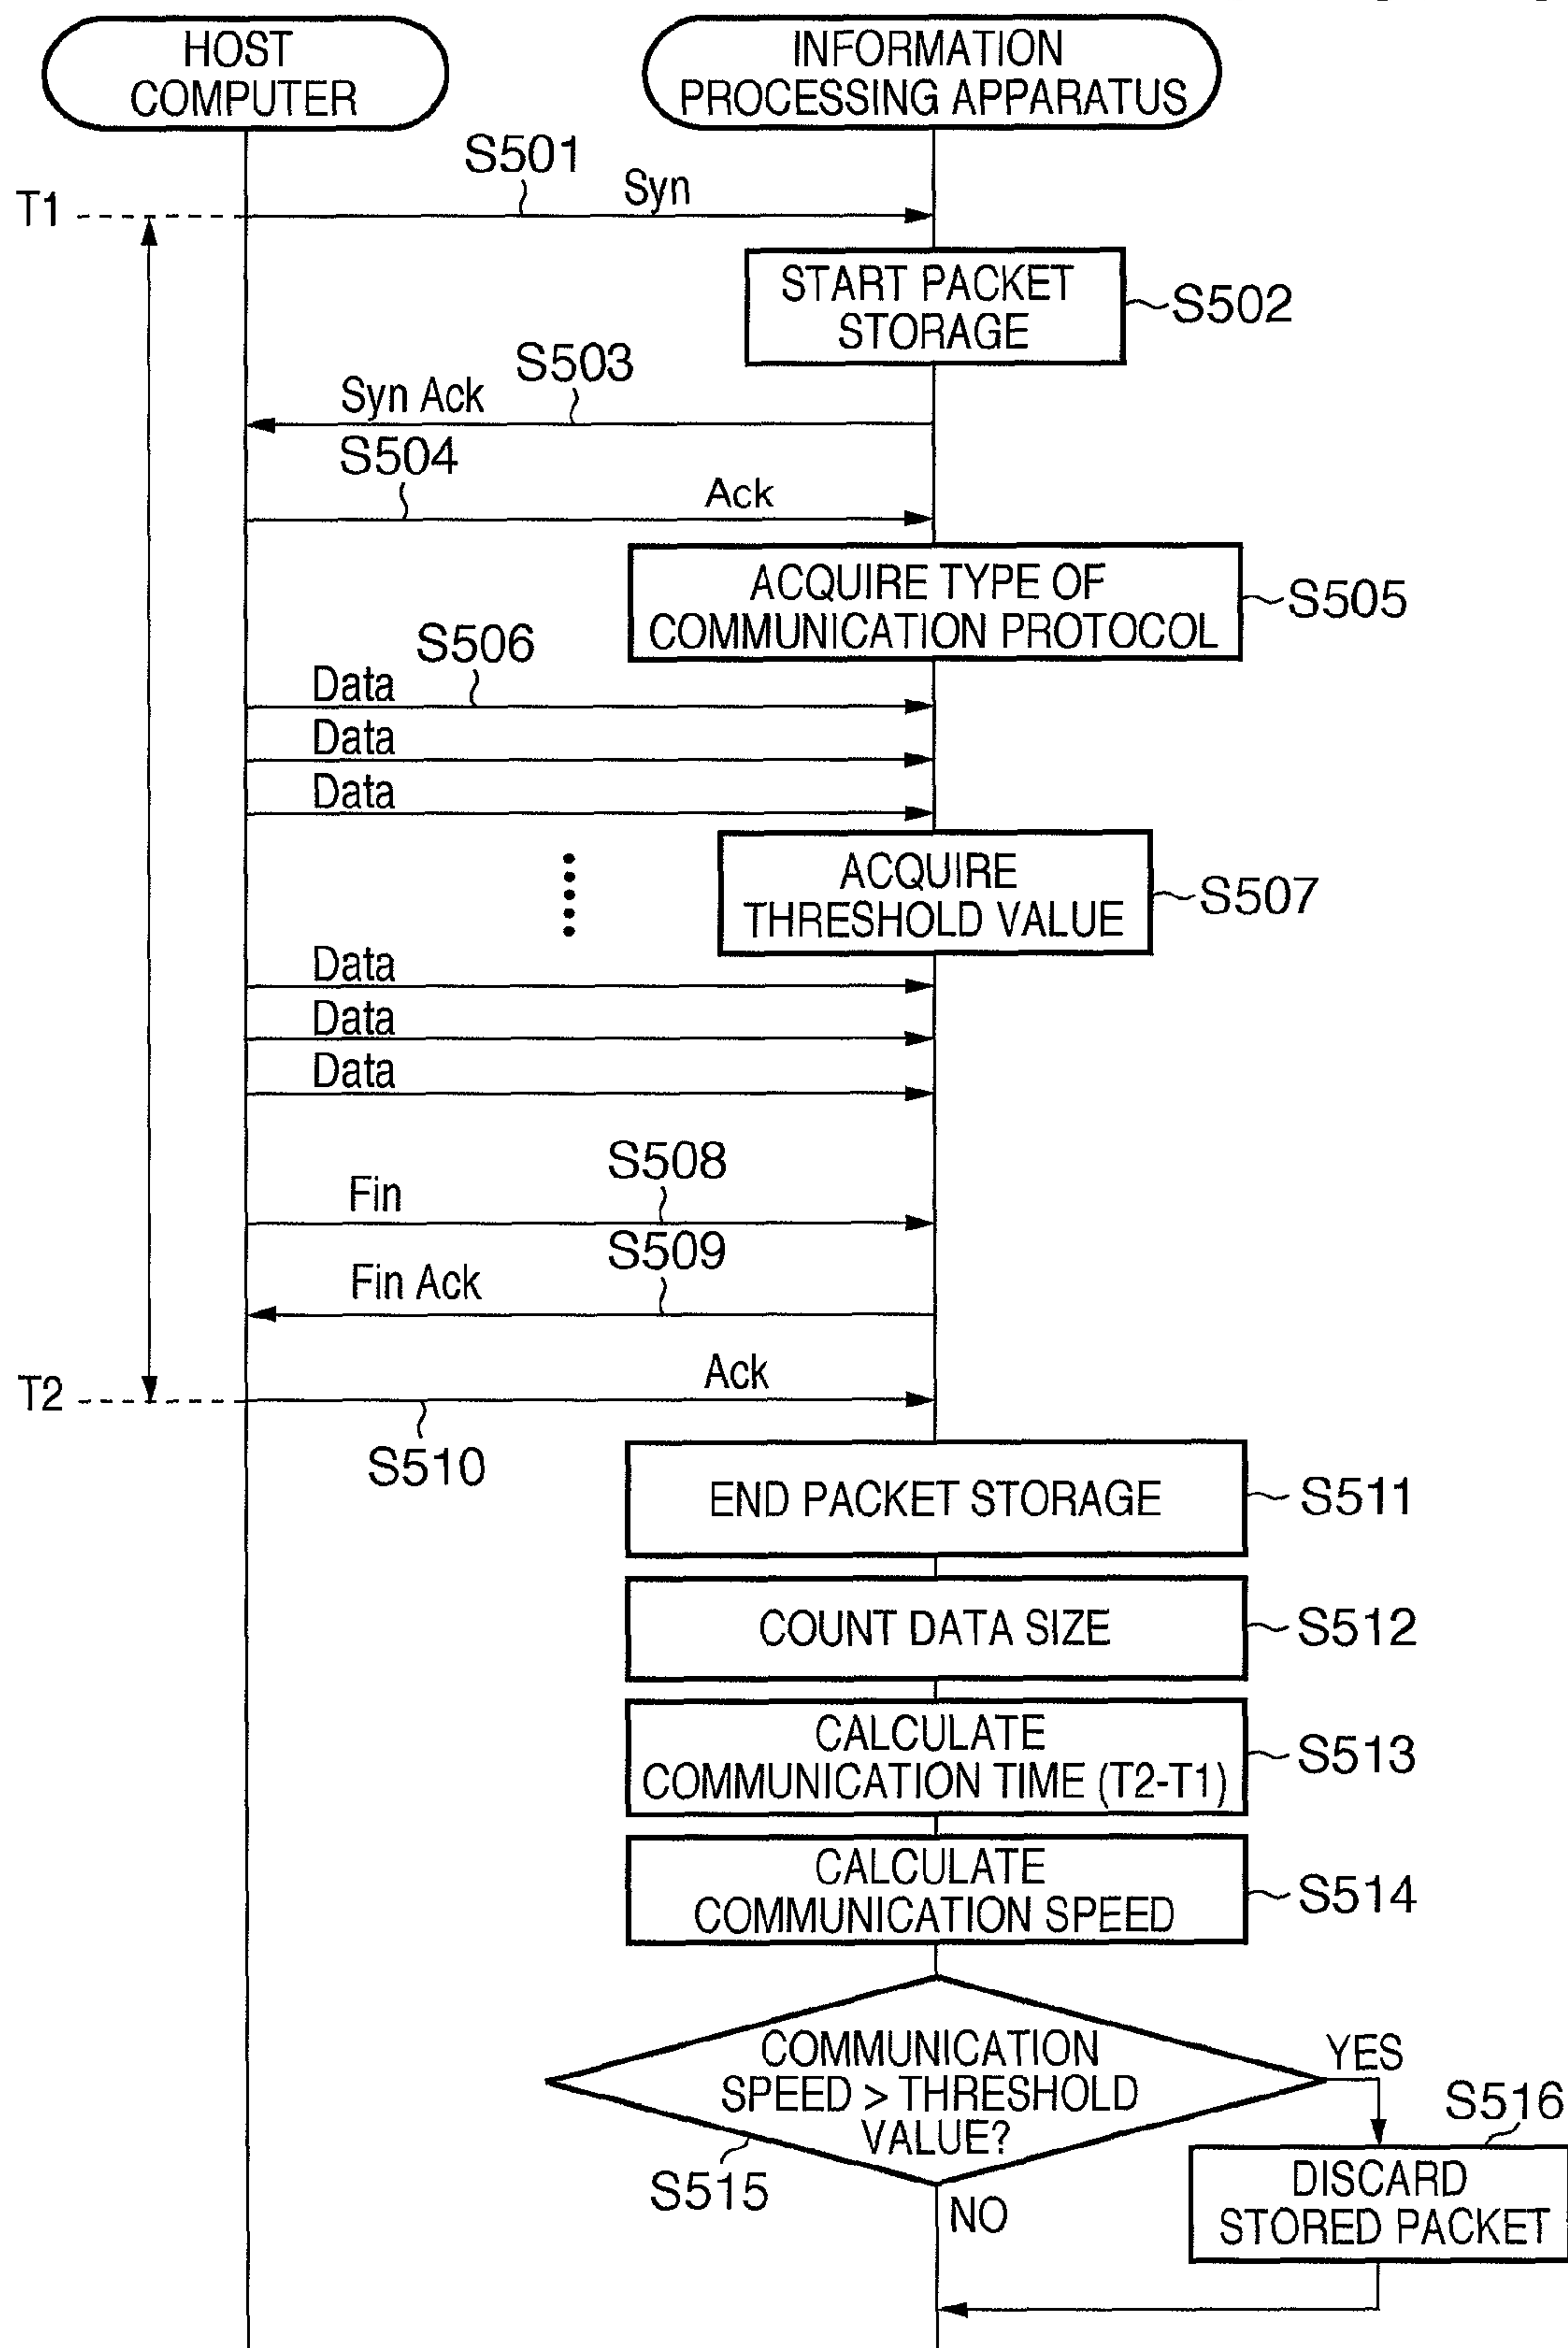 HOST
COMPUTER
INFORMATION
PROCESSING APPARATUS
S501
Syn
T1
START PACKET
STORAGE
S502
S503
Syn Ack
S504
Ack
ACQUIRE TYPE OF
COMMUNICATION PROTOCOL
S505
S506
Data
Data
Data
ACQUIRE
THRESHOLD VALUE
S507
Data
Data
Data
S508
Fin
S509
Fin Ack
Ack
T2
S510
END PACKET STORAGE
S511
COUNT DATA SIZE
S512
CALCULATE
COMMUNICATION TIME (T2-T1)
S513
CALCULATE
COMMUNICATION SPEED
S514
COMMUNICATION
SPEED > THRESHOLD
VALUE?
YES
S515
S516
DISCARD
STORED PACKET
NO